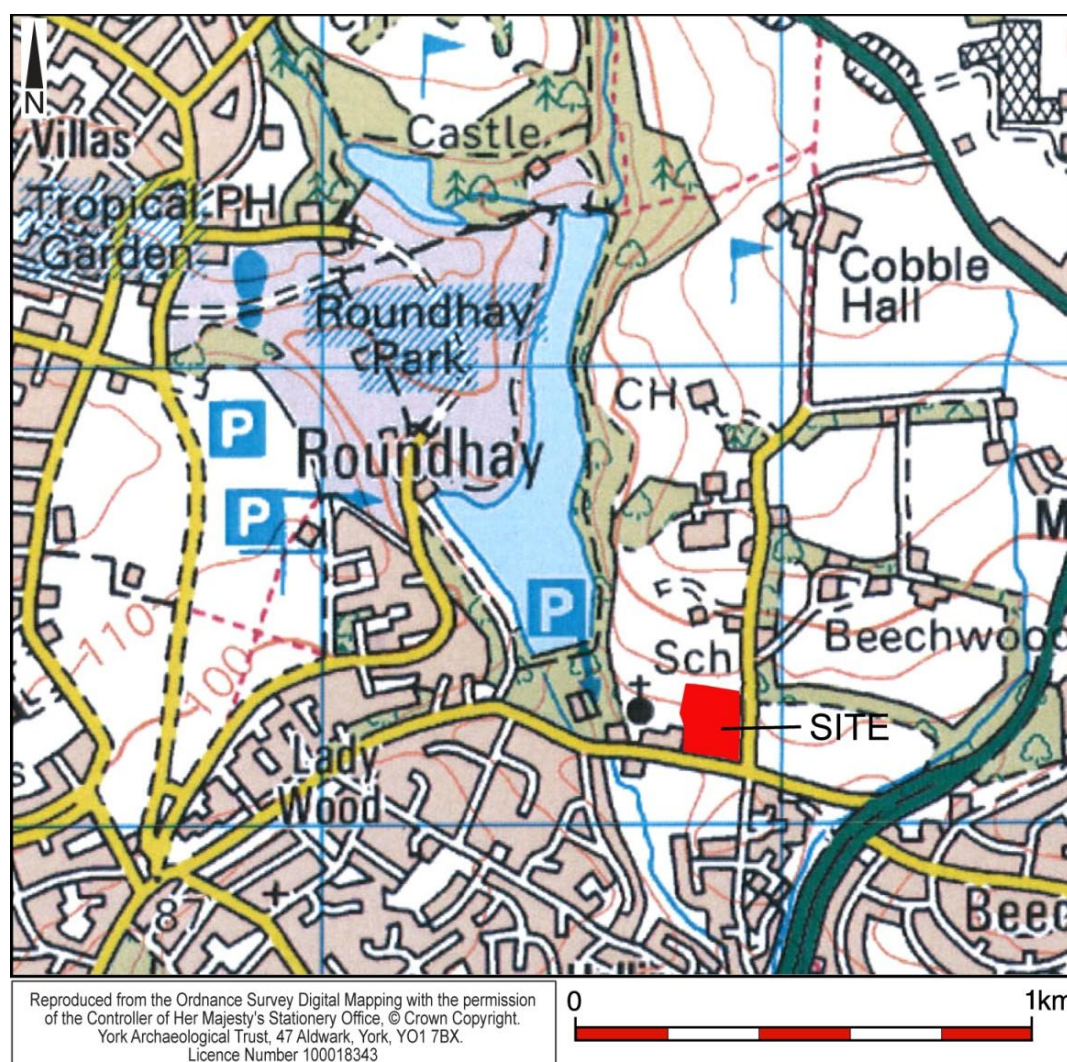 CH
N
Villas
Castle
Tropical PH
Garden
Cobble
Hall
Roundhay
Park
CH
P
Roundhay
P
M
P
110
100
Sch
Beechwood
SITE
s
Lady
Wood
87
Beec
Reproduced from the Ordnance Survey Digital Mapping with the permission
of the Controller of Her Majesty's Stationery Office, © Crown Copyright.
York Archaeological Trust, 47 Aldwark, York, YO1 7BX.
Licence Number 100018343
0 1km